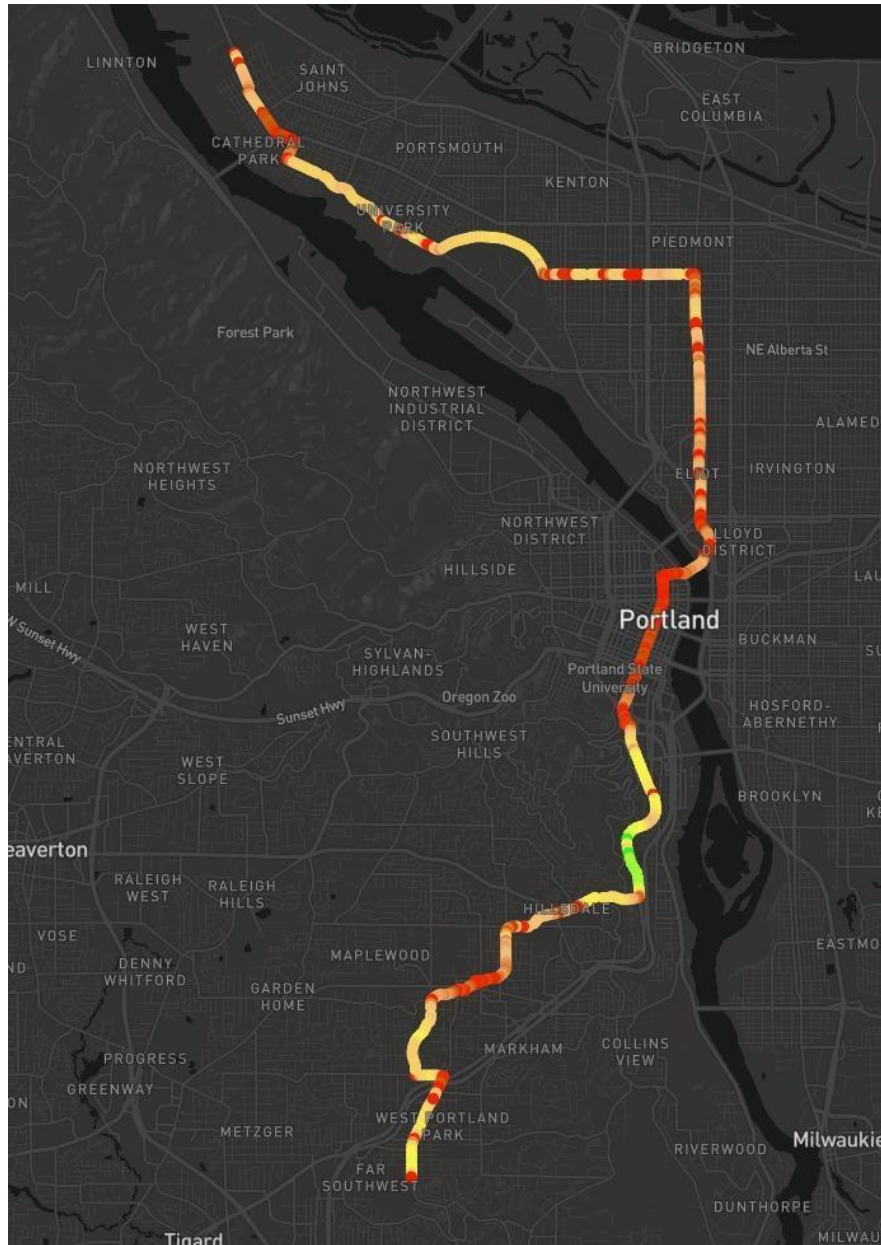 BRIDGETON
LINNTON
SAINT
JOHNS
EAST
COLUMBIA
CATHEDRAL
PARK
PORTSMOUTH
KENTON
UNIVERSITY
PARK
PIEDMONT
Forest Park
NE Alberta St
NORTHWEST
INDUSTRIAL
DISTRICT
ALAMED
NORTHWEST
HEIGHTS
ELIOT
IRVINGTON
NORTHWEST
DISTRICT
LLOYD
DISTRICT
HILLSIDE
LAU
MILL
Portland
W Sunset Hwy
WEST
HAVEN
BUCKMAN
SU
SYLVAN-
HIGHLANDS
Portland State
University
Oregon Zoo
Sunset Hwy
HOSFORD-
ABERNETHY
SOUTHWEST
HILLS
ENTRAL
AVERTON
WEST
SLOPE
BROOKLYN
KE
eaverton
RALEIGH
WEST
RALEIGH
HILLS
HILLSDALE
VOSE
MAPLEWOOD
EASTMO
ND
DENNY
WHITFORD
GARDEN
HOME
MARKHAM
COLLINS
VIEW
PROGRESS
GREENWAY
ON
WEST PORTLAND
PARK
METZGER
Milwaukie
RIVERWOOD
FAR
SOUTHWEST
DUNTHORPE
Tigard
MILWAU